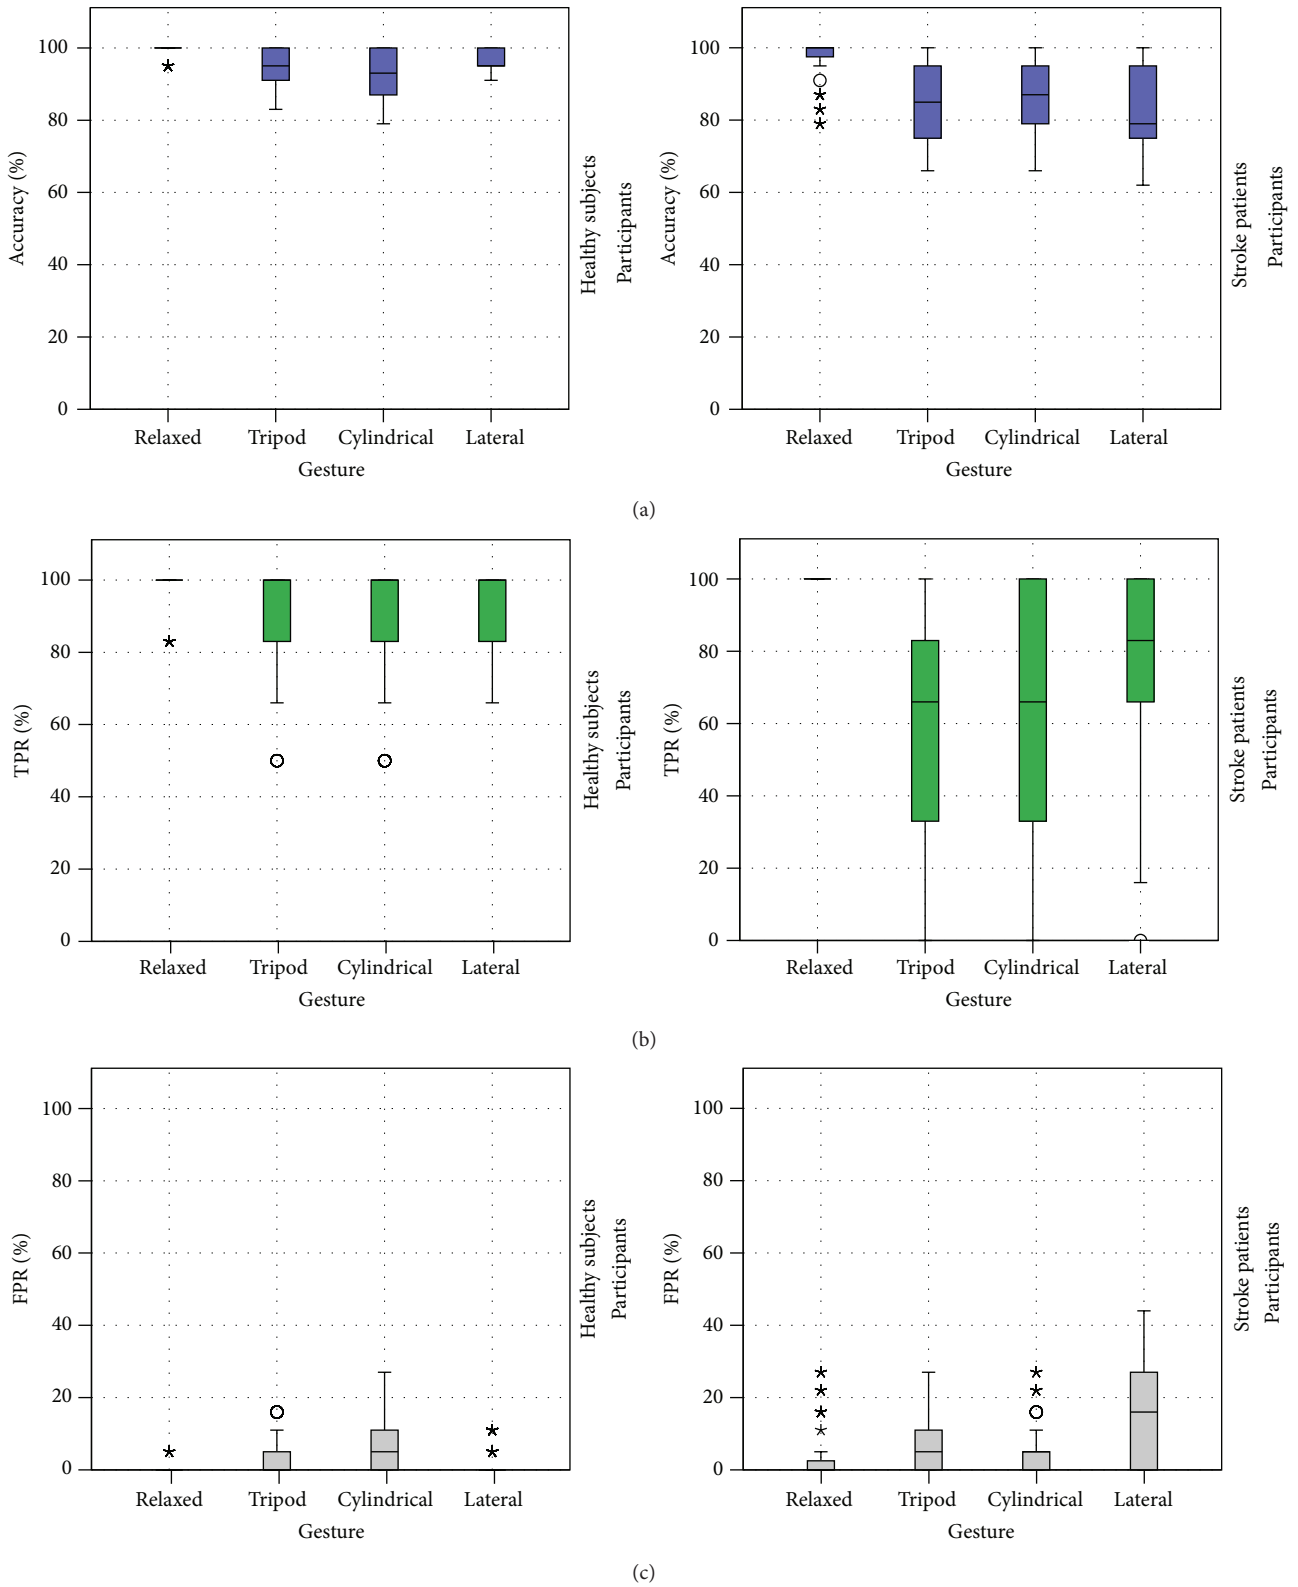 100
80
60
40
20
0
Accuracy (%)
Relaxed Tripod Cylindrical Lateral
Gesture
Healthy subjects
Participants
100
80
60
40
20
0
Accuracy (%)
Relaxed Tripod Cylindrical Lateral
Gesture
Stroke patients
Participants
(a)
100
80
60
40
20
0
TPR (%)
Relaxed Tripod Cylindrical Lateral
Gesture
Healthy subjects
Participants
100
80
60
40
20
0
TPR (%)
Relaxed Tripod Cylindrical Lateral
Gesture
Stroke patients
Participants
(b)
100
80
60
40
20
0
FPR (%)
Relaxed Tripod Cylindrical Lateral
Gesture
Healthy subjects
Participants
100
80
60
40
20
0
FPR (%)
Relaxed Tripod Cylindrical Lateral
Gesture
Stroke patients
Participants
(c)